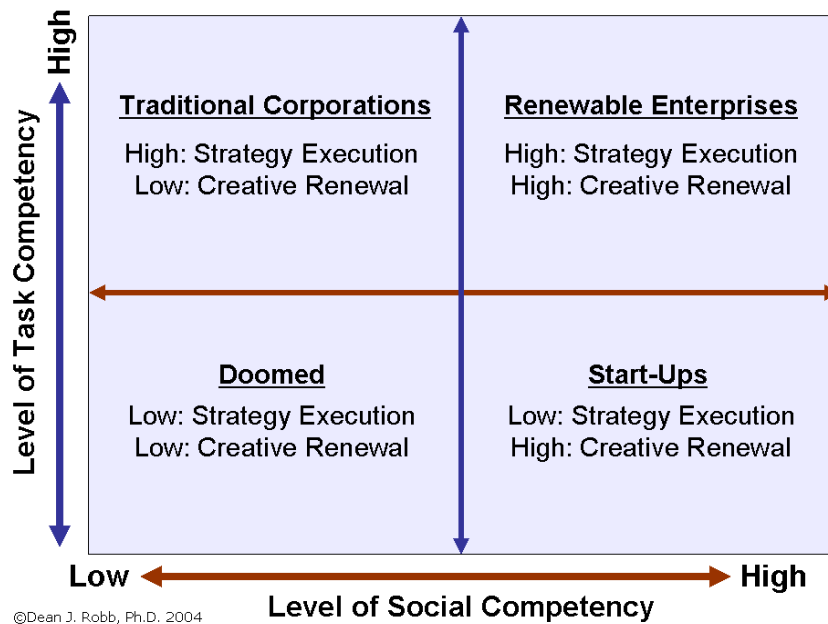 High
Level of Task Competency
Traditional Corporations
High: Strategy Execution
Low: Creative Renewal
Renewable Enterprises
High: Strategy Execution
High: Creative Renewal
Doomed
Low: Strategy Execution
Low: Creative Renewal
Start-Ups
Low: Strategy Execution
High: Creative Renewal
Low
High
Level of Social Competency
©Dean J. Robb, Ph.D. 2004